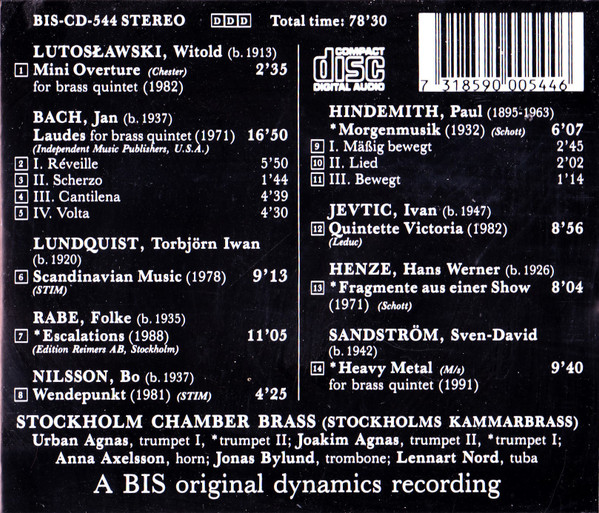 BIS-CD-544 STEREO DDD Total time: 78'30
LUTOSŁAWSKI, Witold (b. 1913)
1 Mini Overture (Chester) 2'35
for brass quintet (1982)
BACH, Jan (b. 1937)
Laudes for brass quintet (1971) 16'50
(Independent Music Publishers, U.S.A.)
2 I. Réveille 5'50
3 II. Scherzo 1'44
4 III. Cantilena 4'39
5 IV. Volta 4'30
LUNDQUIST, Torbjörn Iwan
(b. 1920)
6 Scandinavian Music (1978) 9'13
(STIM)
RABE, Folke (b. 1935)
7 *Escalations (1988) 11'05
(Edition Reimers AB, Stockholm)
NILSSON, Bo (b. 1937)
8 Wendepunkt (1981) (STIM) 4'25
COMPACT
disc
DIGITAL AUDIO
7 318590 005446
HINDEMITH, Paul (1895-1963)
*Morgenmusik (1932) (Schott) 6'07
9 I. Mäßig bewegt 2'45
10 II. Lied 2'02
11 III. Bewegt 1'14
JEVTIC, Ivan (b. 1947)
12 Quintette Victoria (1982) 8'56
(Leduc)
HENZE, Hans Werner (b. 1926)
13 *Fragmente aus einer Show 8'04
(1971) (Schott)
SANDSTRÖM, Sven-David
(b. 1942)
14 *Heavy Metal (M/s) 9'40
for brass quintet (1991)
STOCKHOLM CHAMBER BRASS (STOCKHOLMS KAMMARBRASS)
Urban Agnas, trumpet I, *trumpet II; Joakim Agnas, trumpet II, *trumpet I;
Anna Axelsson, horn; Jonas Bylund, trombone; Lennart Nord, tuba
A BIS original dynamics recording